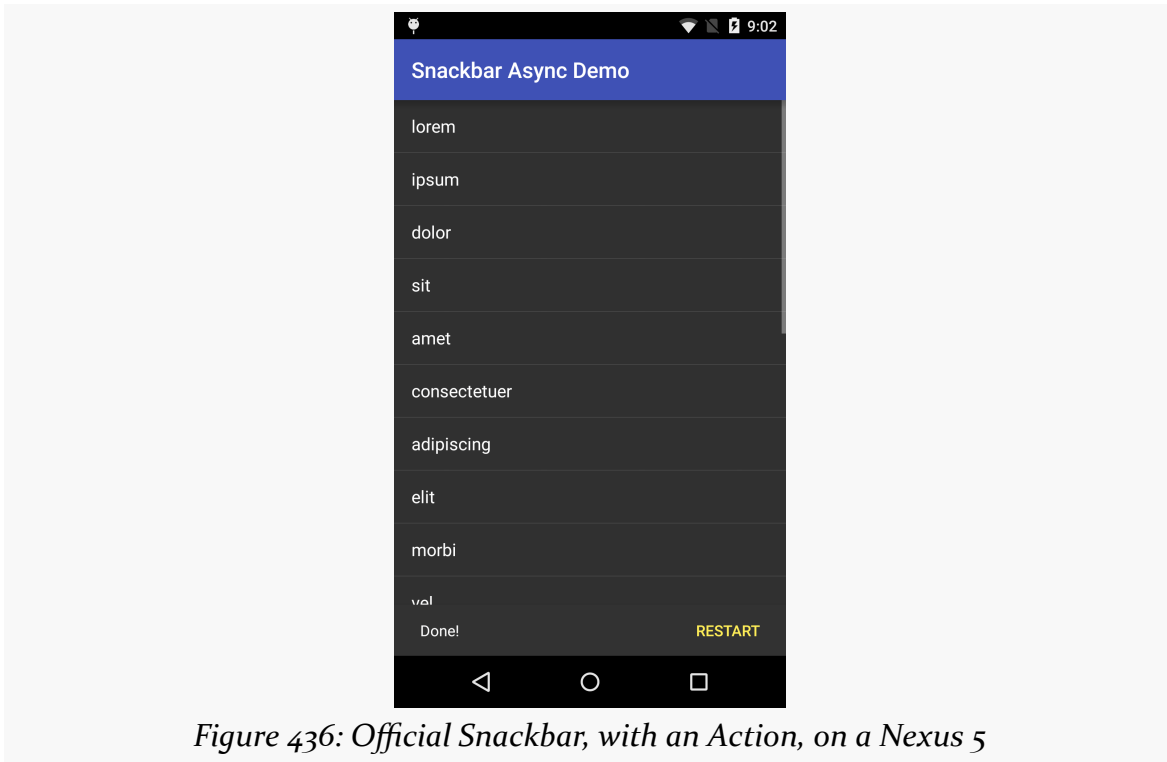 9:02
Snackbar Async Demo
lorem
ipsum
dolor
sit
amet
consectetuer
adipiscing
elit
morbi
vel
Done! RESTART
Figure 436: Official Snackbar, with an Action, on a Nexus 5